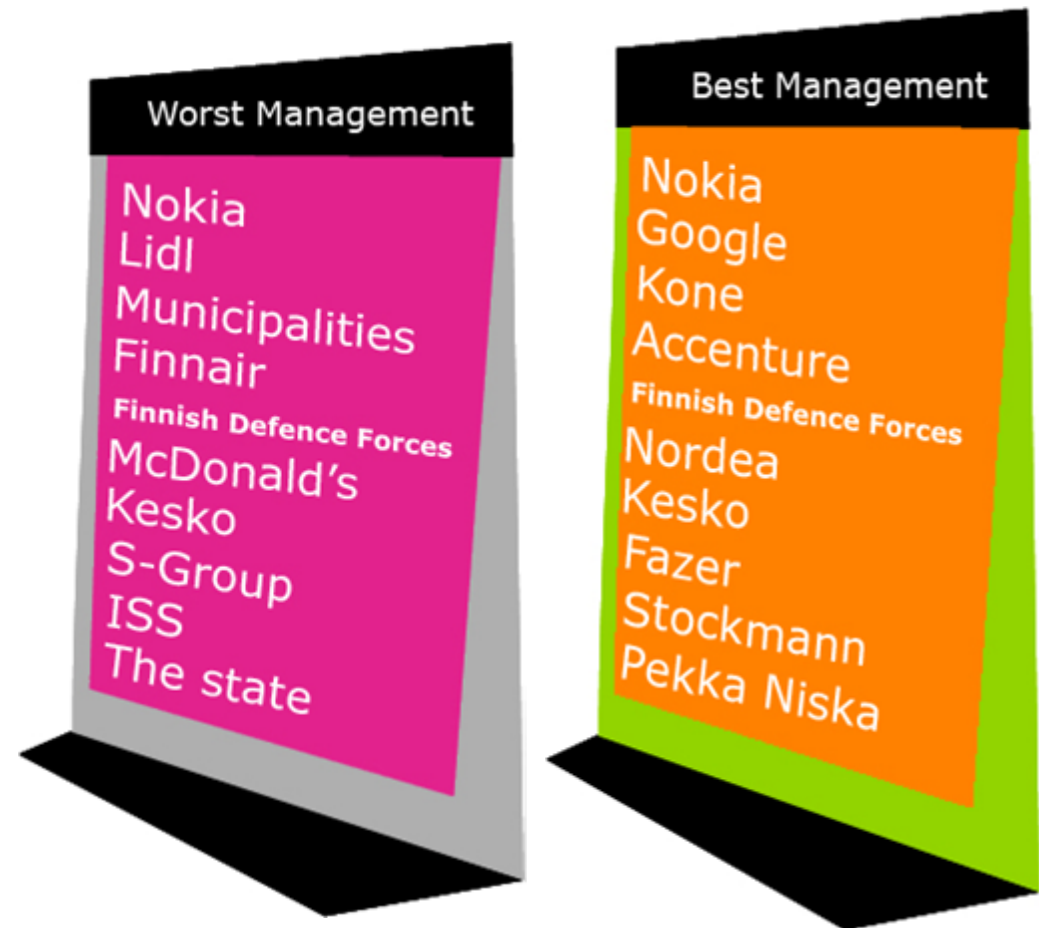 Worst Management
Nokia
Lidl
Municipalities
Finnair
Finnish Defence Forces
McDonald’s
Kesko
S-Group
ISS
The state
Best Management
Nokia
Google
Kone
Accenture
Finnish Defence Forces
Nordea
Kesko
Fazer
Stockmann
Pekka Niska